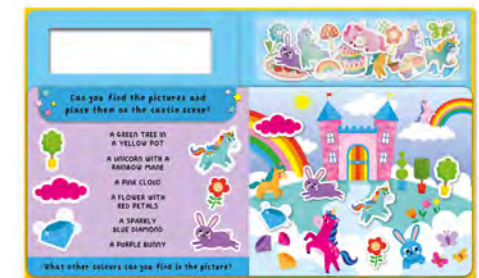 Can you find the pictures and
place them on the castle scene?
A GREEN TREE IN
A YELLOW POT
A UNICORN WITH A
RAINBOW MANE
A PINK CLOUD
A FLOWER WITH
RED PETALS
A SPARKLY
BLUE DIAMOND
A PURPLE BUNNY
What other colours can you find in the picture?